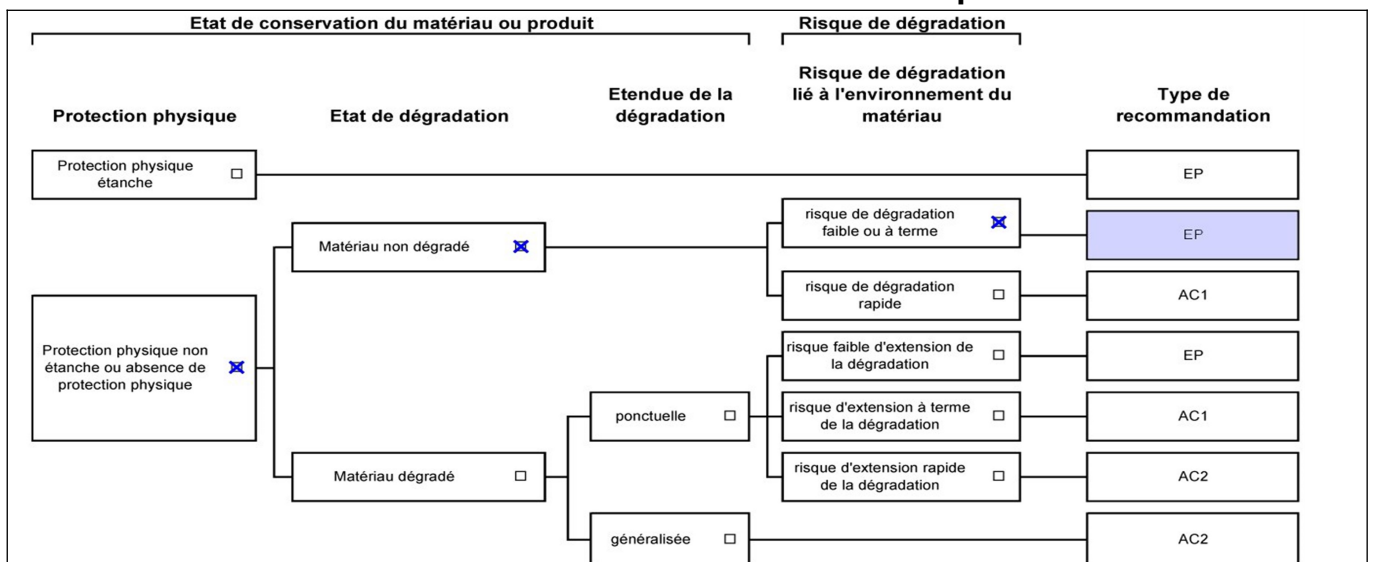 Etat de conservation du matériau ou produit
Risque de dégradation
Protection physique
Etat de dégradation
Etendue de la
dégradation
Risque de dégradation
lié à l'environnement du
matériau
Type de
recommandation
Protection physique
étanche
EP
risque de dégradation
faible ou à terme
EP
Matériau non dégradé
risque de dégradation
rapide
AC1
Protection physique non
étanche ou absence de
protection physique
risque faible d'extension de
la dégradation
EP
ponctuelle
risque d'extension à terme
de la dégradation
AC1
Matériau dégradé
risque d'extension rapide
de la dégradation
AC2
généralisée
AC2